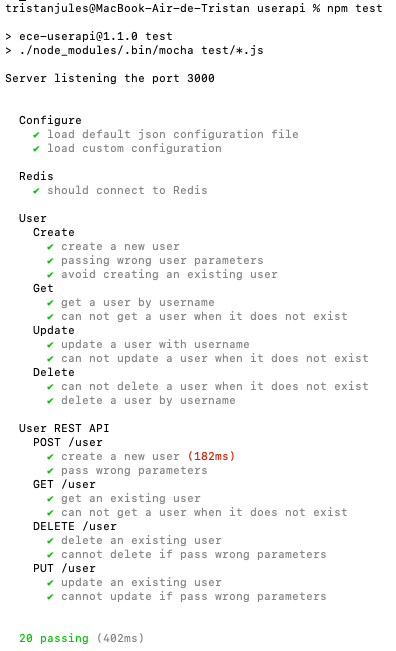 tristanjules@MacBook-Air-de-Tristan userapi % npm test
> ece-userapi@1.1.0 test
> ./node_modules/.bin/mocha test/*.js
Server listening the port 3000
Configure
✔ load default json configuration file
✔ load custom configuration
Redis
✔ should connect to Redis
User
Create
✔ create a new user
✔ passing wrong user parameters
✔ avoid creating an existing user
Get
✔ get a user by username
✔ can not get a user when it does not exist
Update
✔ update a user with username
✔ can not update a user when it does not exist
Delete
✔ can not delete a user when it does not exist
✔ delete a user by username
User REST API
POST /user
✔ create a new user (182ms)
✔ pass wrong parameters
GET /user
✔ get an existing user
✔ can not get a user when it does not exist
DELETE /user
✔ delete an existing user
✔ cannot delete if pass wrong parameters
PUT /user
✔ update an existing user
✔ cannot update if pass wrong parameters
20 passing (402ms)